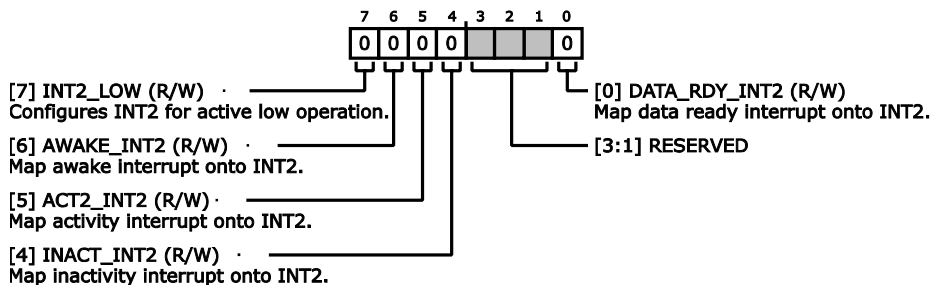 7 6 5 4 3 2 1 0
0 0 0 0 0
[7] INT2_LOW (R/W)
Configures INT2 for active low operation.
[6] AWAKE_INT2 (R/W)
Map awake interrupt onto INT2.
[5] ACT2_INT2 (R/W)
Map activity interrupt onto INT2.
[4] INACT_INT2 (R/W)
Map inactivity interrupt onto INT2.
[0] DATA_RDY_INT2 (R/W)
Map data ready interrupt onto INT2.
[3:1] RESERVED